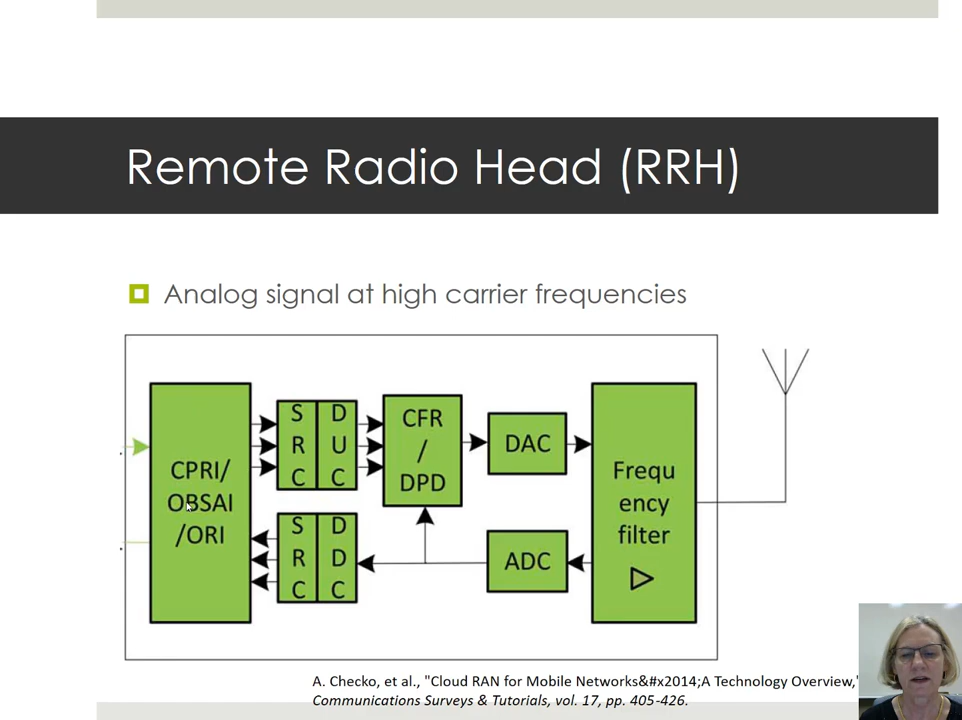 Remote Radio Head (RRH)
Analog signal at high carrier frequencies
CPRI/
OBSAI
/ORI
S
R
C
D
U
C
CFR
/
DPD
DAC
Frequ
ency
filter
S
R
C
D
D
C
ADC
A. Checko, et al., "Cloud RAN for Mobile Networks&#x2014;A Technology Overview,"
Communications Surveys & Tutorials, vol. 17, pp. 405-426.